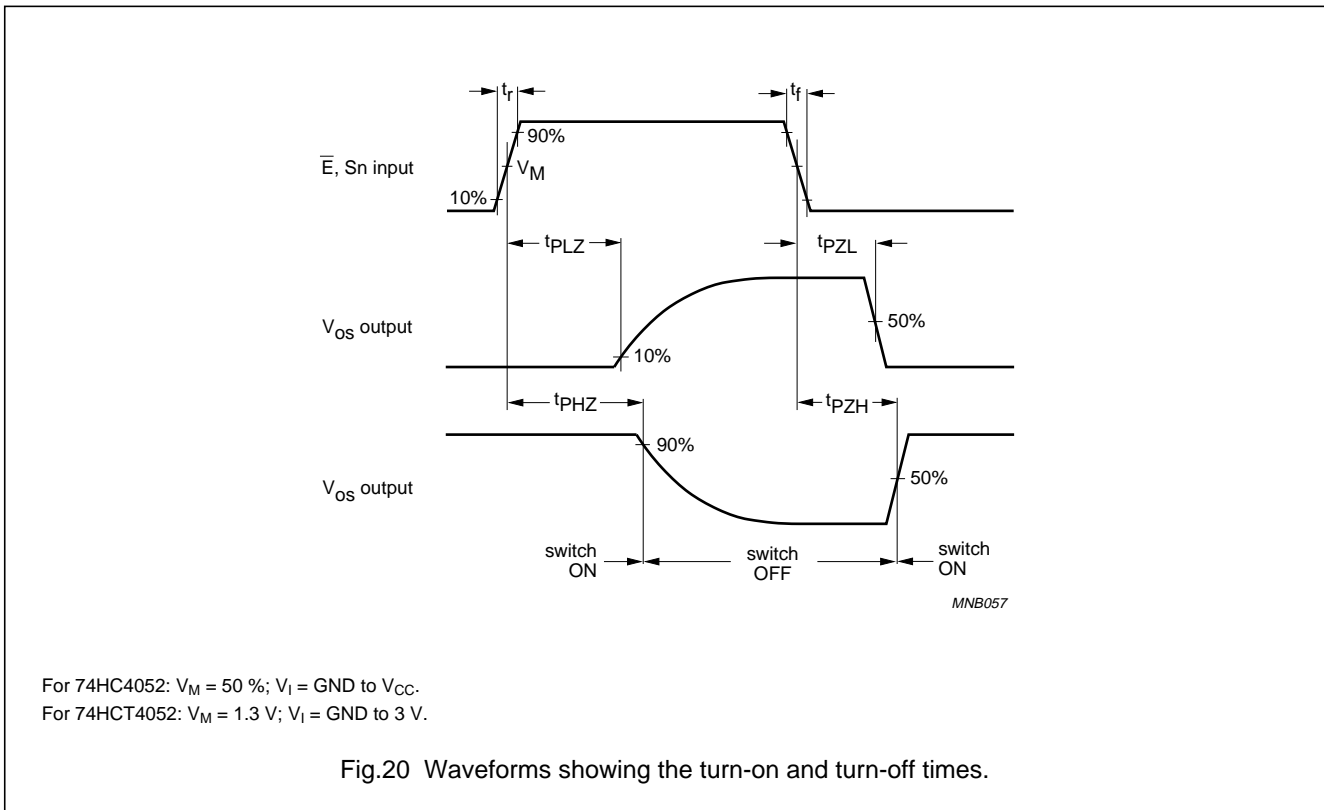 tr
tf
90%
E̅, Sn input
VM
10%
tPLZ
tPZL
50%
Vos output
10%
tPHZ
tPZH
90%
50%
Vos output
switch ON
switch OFF
switch ON
MNB057
For 74HC4052: VM = 50 %; VI = GND to VCC.
For 74HCT4052: VM = 1.3 V; VI = GND to 3 V.
Fig.20 Waveforms showing the turn-on and turn-off times.